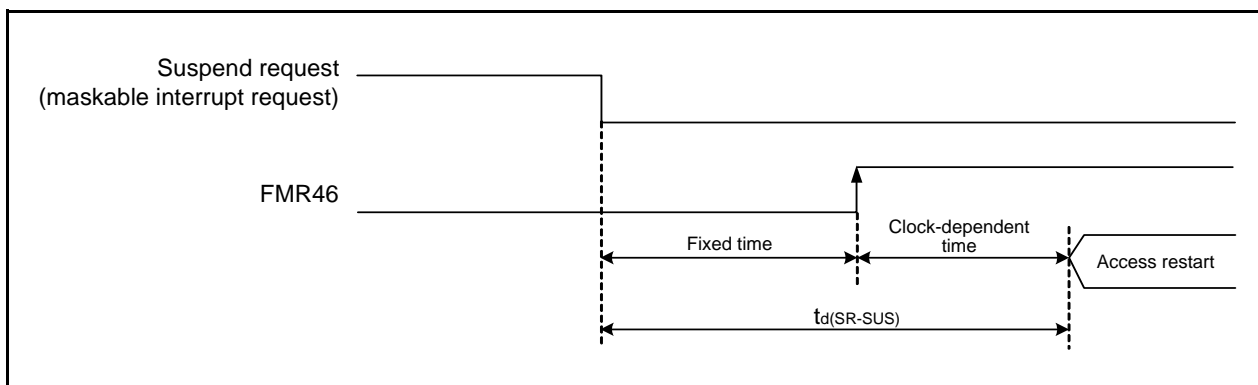 Suspend request
(maskable interrupt request)
FMR46
Fixed time
Clock-dependent
time
Access restart
td(SR-SUS)